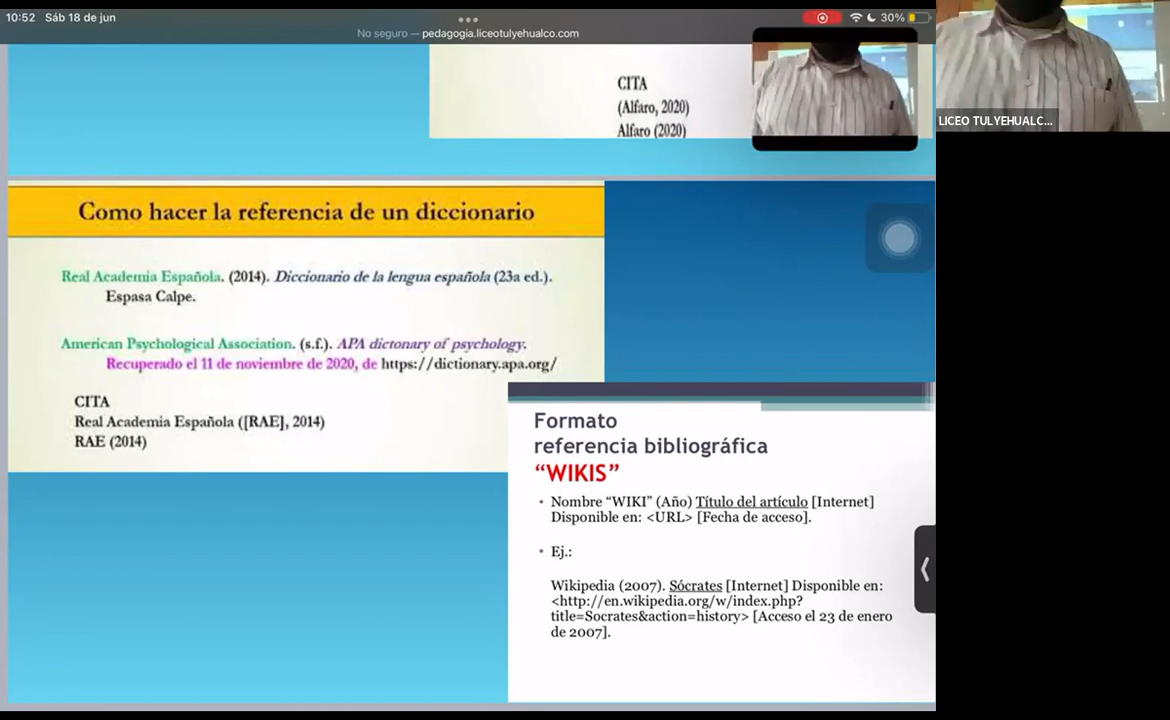 10:52 Sáb 18 de jun
30%
No seguro — pedagogia.liceotulyehualco.com
LICEO TULYEHUALC...
CITA
(Alfaro, 2020)
Alfaro (2020)
Como hacer la referencia de un diccionario
Real Academia Española. (2014). Diccionario de la lengua española (23a ed.).
Espasa Calpe.
American Psychological Association. (s.f.). APA dictonary of psychology.
Recuperado el 11 de noviembre de 2020, de https://dictionary.apa.org/
CITA
Real Academia Española ([RAE], 2014)
RAE (2014)
Formato
referencia bibliográfica
“WIKIS”
• Nombre “WIKI” (Año) Título del artículo [Internet]
Disponible en: <URL> [Fecha de acceso].
• Ej.:
Wikipedia (2007). Sócrates [Internet] Disponible en:
<http://en.wikipedia.org/w/index.php?
title=Socrates&action=history> [Acceso el 23 de enero
de 2007].